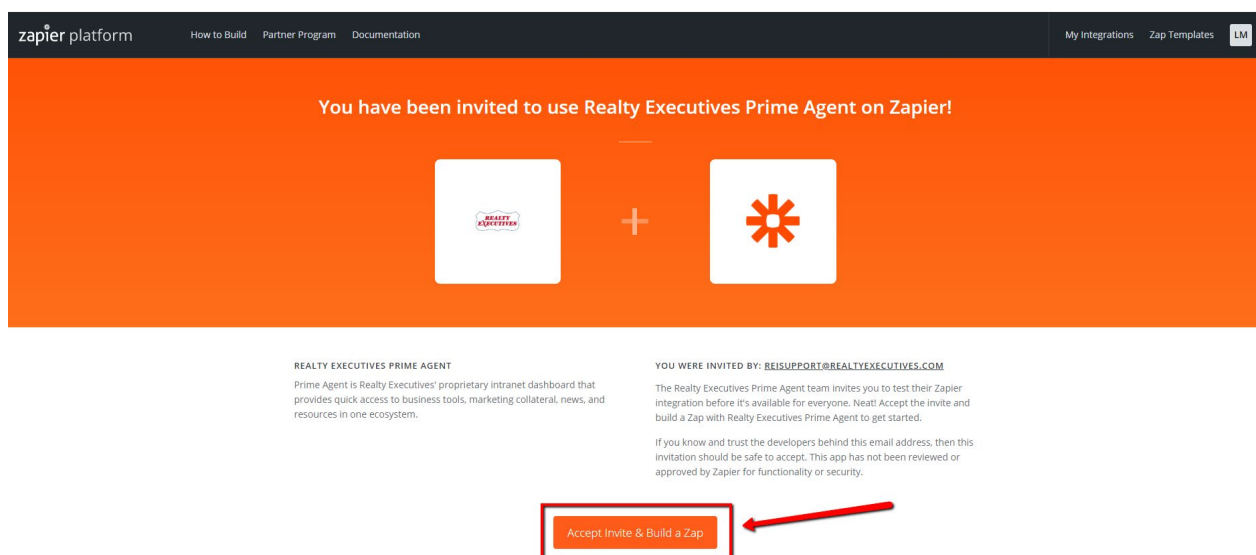 zapier platform
How to Build Partner Program Documentation
My Integrations Zap Templates LM
You have been invited to use Realty Executives Prime Agent on Zapier!
REALTY
EXECUTIVES
+
REALTY EXECUTIVES PRIME AGENT
Prime Agent is Realty Executives' proprietary intranet dashboard that
provides quick access to business tools, marketing collateral, news, and
resources in one ecosystem.
YOU WERE INVITED BY: REISUPPORT@REALTYEXECUTIVES.COM
The Realty Executives Prime Agent team invites you to test their Zapier
integration before it's available for everyone. Neat! Accept the invite and
build a Zap with Realty Executives Prime Agent to get started.
If you know and trust the developers behind this email address, then this
invitation should be safe to accept. This app has not been reviewed or
approved by Zapier for functionality or security.
Accept Invite & Build a Zap